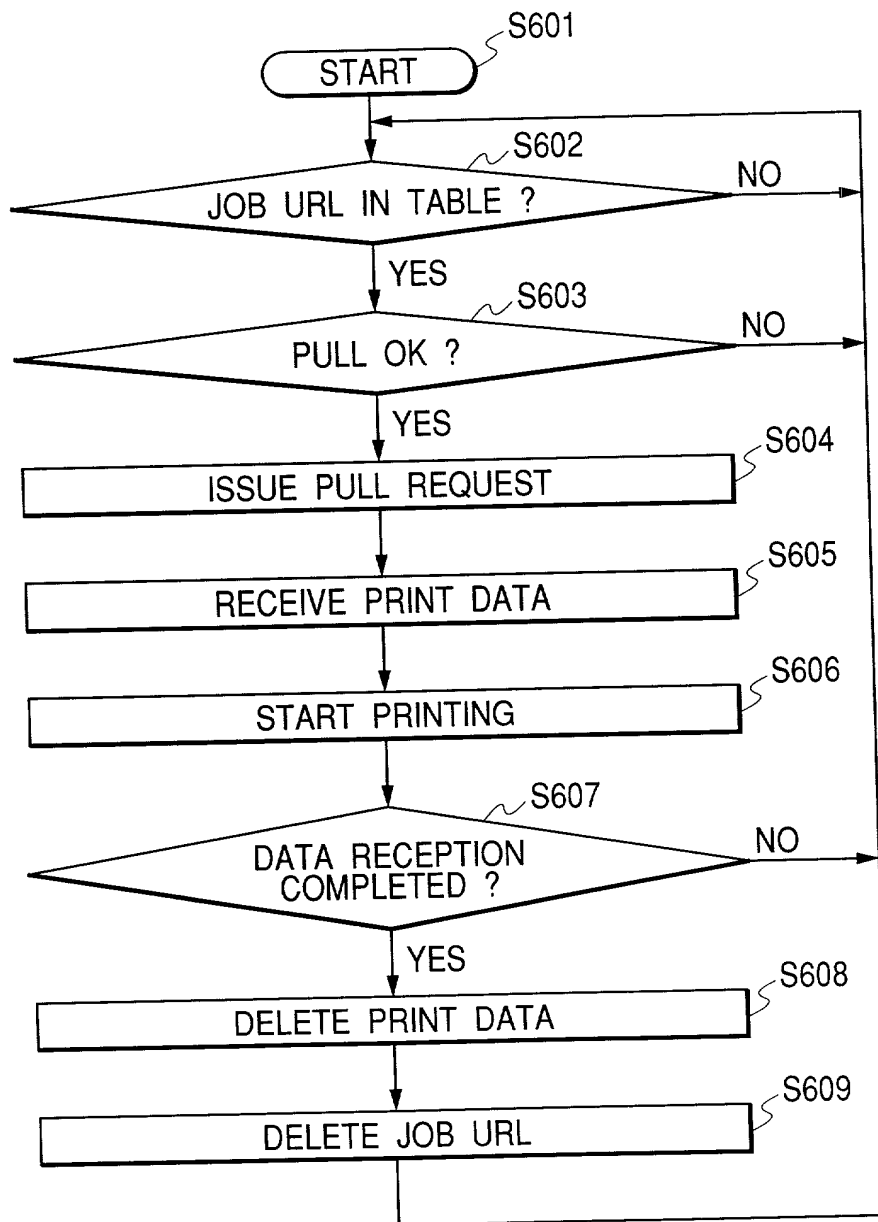 S601
START
S602
JOB URL IN TABLE ?
NO
YES
S603
PULL OK ?
NO
YES
S604
ISSUE PULL REQUEST
S605
RECEIVE PRINT DATA
S606
START PRINTING
S607
DATA RECEPTION
COMPLETED ?
NO
YES
S608
DELETE PRINT DATA
S609
DELETE JOB URL